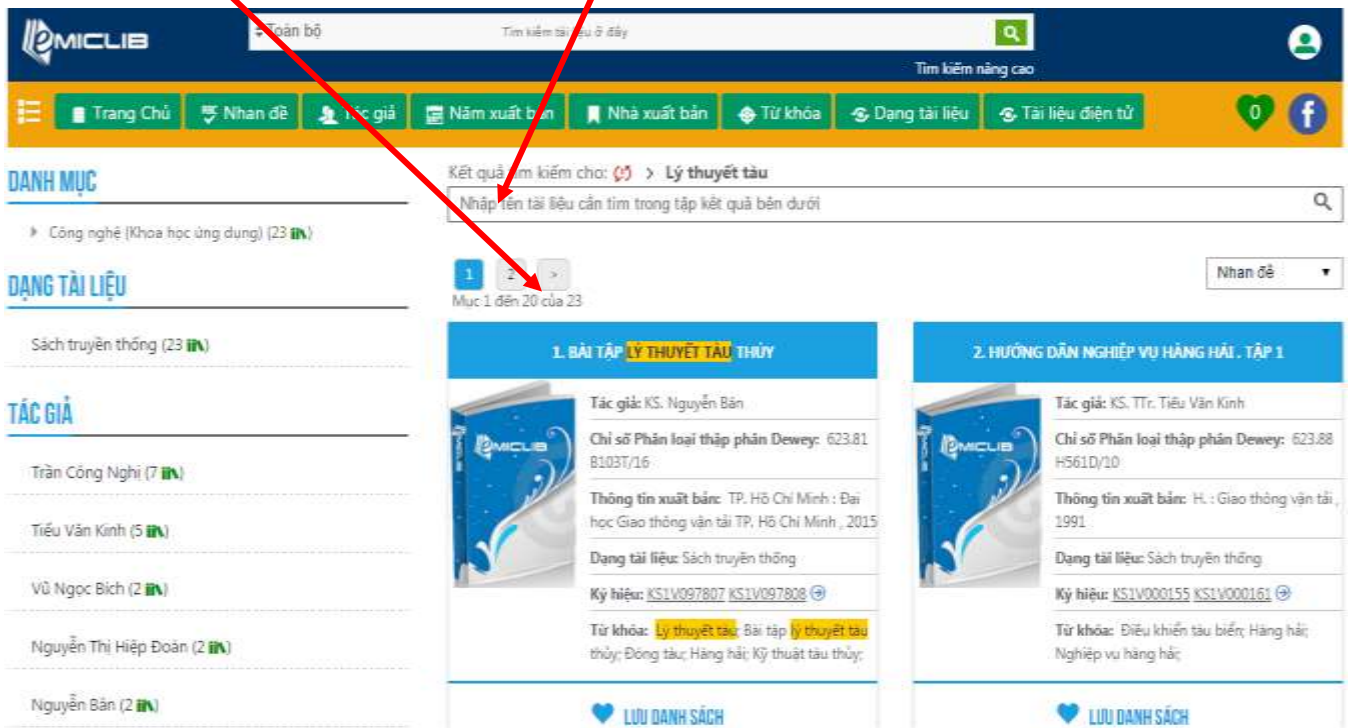 EMICLIB
Toàn bộ
Tìm kiếm tài liệu ở đây
Tìm kiếm nâng cao
Trang Chủ
Nhan đề
Tác giả
Năm xuất bản
Nhà xuất bản
Từ khóa
Dạng tài liệu
Tài liệu điện tử
0
f
DANH MỤC
Công nghệ (Khoa học ứng dụng) (23)
DẠNG TÀI LIỆU
Sách truyền thống (23)
TÁC GIẢ
Trần Công Nghị (7)
Tiếu Văn Kinh (5)
Vũ Ngọc Bích (2)
Nguyễn Thị Hiệp Đoàn (2)
Nguyễn Bân (2)
Kết quả tìm kiếm cho: > Lý thuyết tàu
Nhập tên tài liệu cần tìm trong tập kết quả bên dưới
1 2 >
Mục 1 đến 20 của 23
Nhan đề
1. BÀI TẬP LÝ THUYẾT TÀU THỦY
EMICLIB
Tác giả: KS. Nguyễn Bân
Chỉ số Phân loại thập phân Dewey: 623.81
B103T/16
Thông tin xuất bản: TP. Hồ Chí Minh : Đại
học Giao thông vận tải TP. Hồ Chí Minh , 2015
Dạng tài liệu: Sách truyền thống
Ký hiệu: KS1V097807 KS1V097808
Từ khóa: Lý thuyết tàu; Bài tập lý thuyết tàu
thủy; Đóng tàu; Hàng hải; Kỹ thuật tàu thủy;
LƯU DANH SÁCH
2. HƯỚNG DẪN NGHIỆP VỤ HÀNG HẢI . TẬP 1
EMICLIB
Tác giả: KS. TTr. Tiếu Văn Kinh
Chỉ số Phân loại thập phân Dewey: 623.88
H561D/10
Thông tin xuất bản: H. : Giao thông vận tải ,
1991
Dạng tài liệu: Sách truyền thống
Ký hiệu: KS1V000155 KS1V000161
Từ khóa: Điều khiển tàu biển; Hàng hải;
Nghiệp vụ hàng hải;
LƯU DANH SÁCH